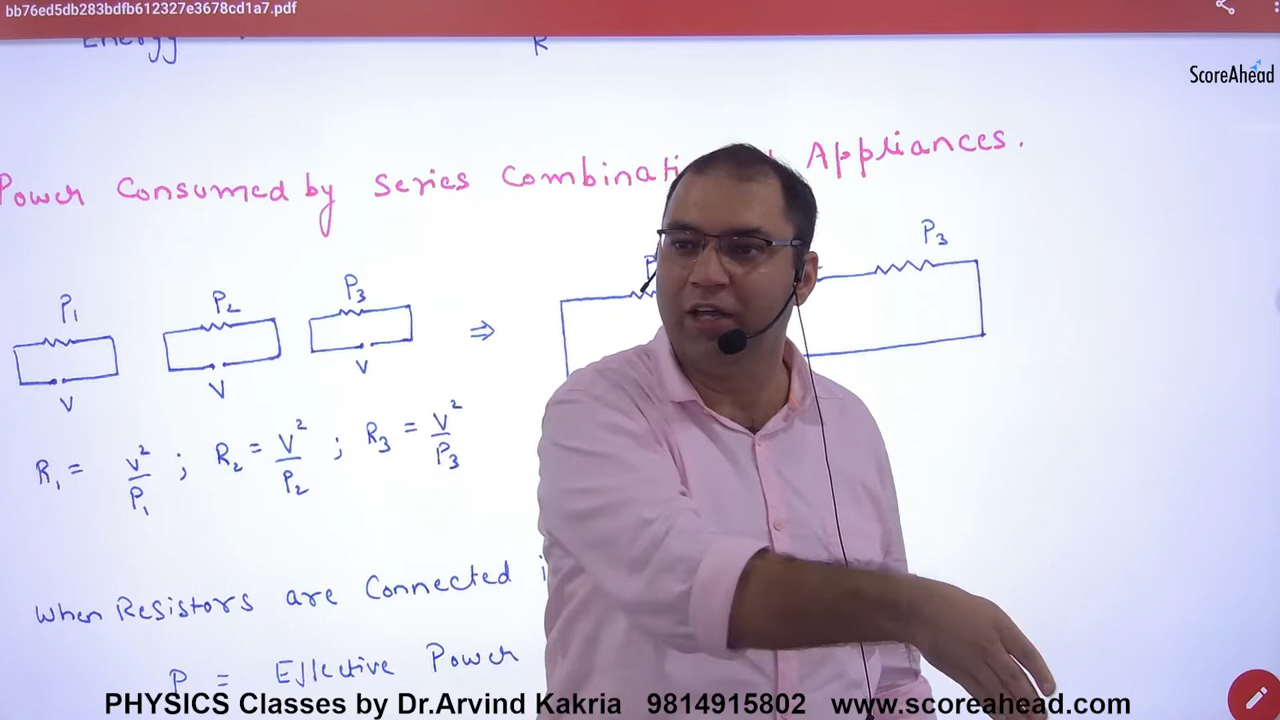 bb76ed5db283bdfb612327e3678cd1a7.pdf
Energy
R
ScoreAhead
Power Consumed by Series Combinati Appliances.
P1 P2 P3 P P3
V V V
⇒
R1 = V²/P1 ; R2 = V²/P2 ; R3 = V²/P3
When Resistors are Connected i
P = Effective Power
PHYSICS Classes by Dr.Arvind Kakria 9814915802 www.scoreahead.com